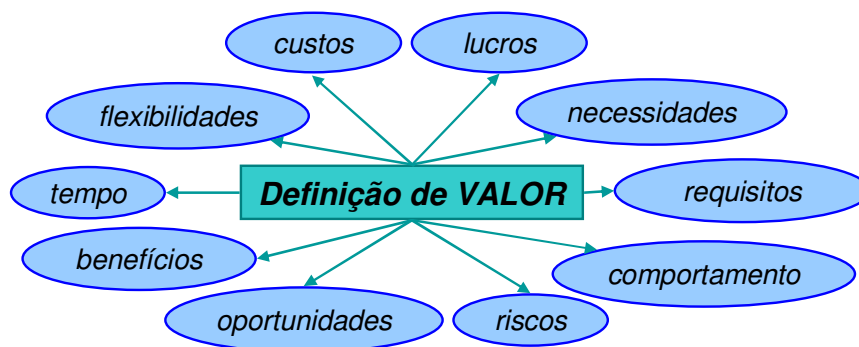 custos
lucros
flexibilidades
necessidades
tempo
Definição de VALOR
requisitos
benefícios
comportamento
oportunidades
riscos